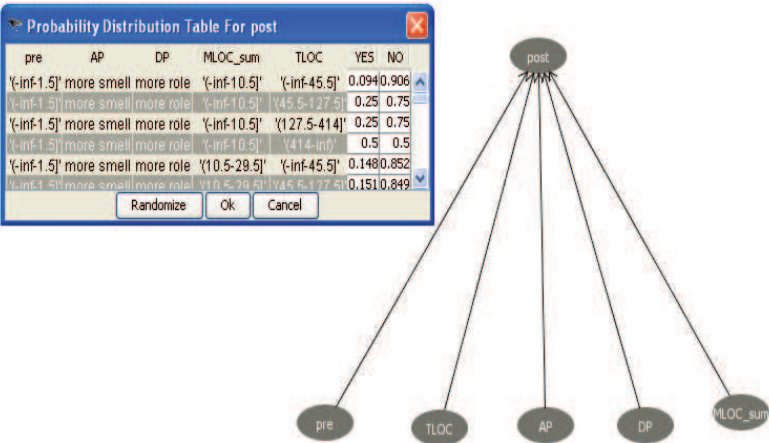 Probability Distribution Table For post
pre AP DP MLOC_sum TLOC YES NO
'(-inf-1.5]' more smell more role '(-inf-10.5]' '(-inf-45.5]' 0.094 0.906
'(-inf-1.5]' more smell more role '(-inf-10.5]' '(45.5-127.5]' 0.25 0.75
'(-inf-1.5]' more smell more role '(-inf-10.5]' '(127.5-414]' 0.25 0.75
'(-inf-1.5]' more smell more role '(-inf-10.5]' '(414-inf)' 0.5 0.5
'(-inf-1.5]' more smell more role '(10.5-29.5]' '(-inf-45.5]' 0.148 0.852
'(-inf-1.5]' more smell more role '(10.5-29.5]' '(45.5-127.5]' 0.151 0.849
Randomize Ok Cancel
post
pre TLOC AP DP MLOC_sum